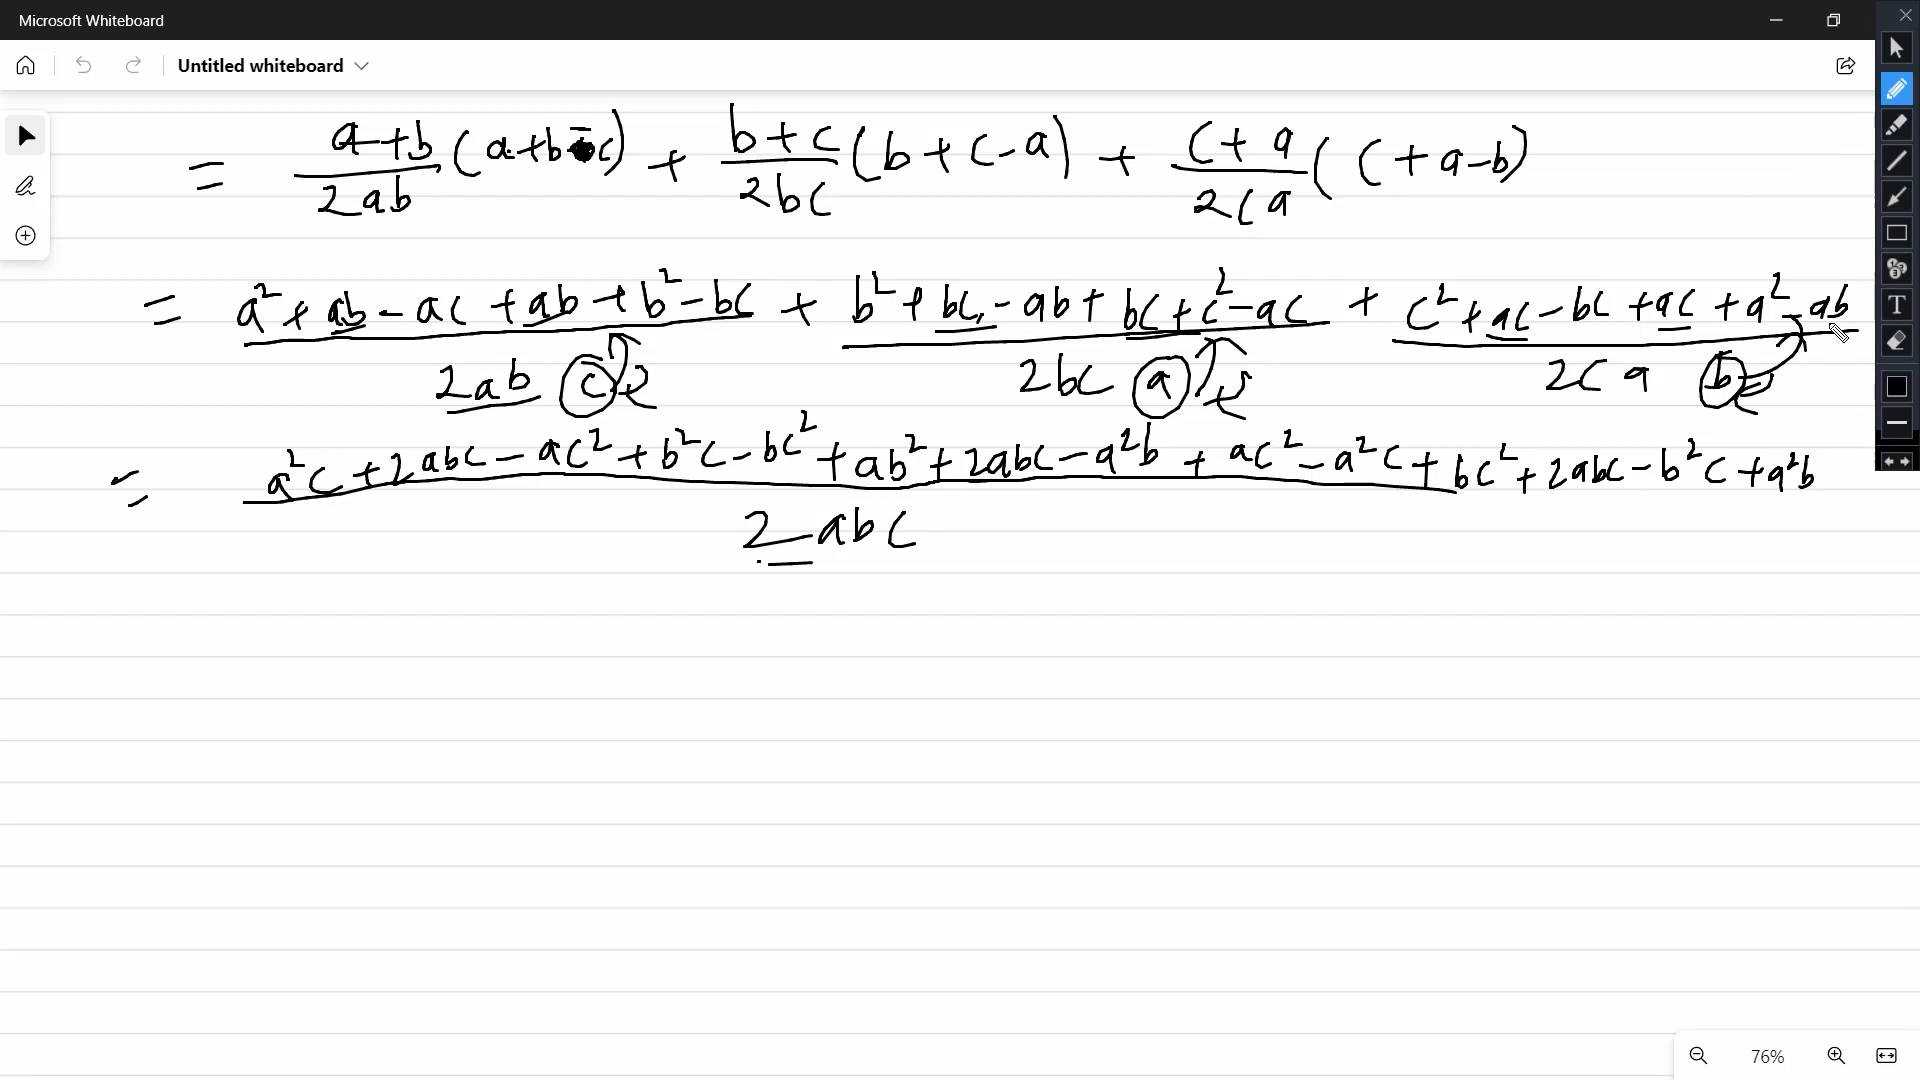 Microsoft Whiteboard
Untitled whiteboard
= a+b/2ab (a+b-c) + b+c/2bc (b+c-a) + c+a/2ca (c+a-b)
= a²+ab-ac+ab+b²-bc/2ab c + b²+bc-ab+bc+c²-ac/2bc a + c²+ac-bc+ac+a²-ab/2ca b
= a²c+2abc-ac²+b²c-bc²+ab²+2abc-a²b+ac²-a²c+bc²+2abc-b²c+a²b/2abc
76%